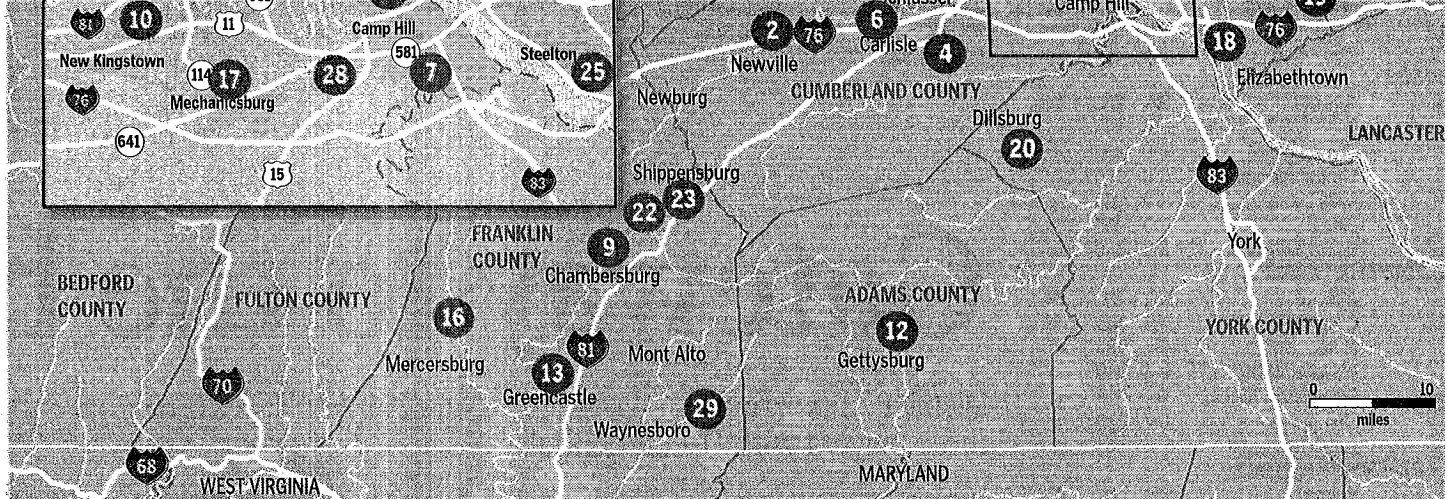 81
10
11
Camp Hill
New Kingstown
581
Steelton
114
17
28
7
25
76
Mechanicsburg
641
15
83
2
76
6
Carlisle
4
Newville
Camp Hill
18
76
Elizabethtown
Newburg
CUMBERLAND COUNTY
Dillsburg
20
LANCASTER
83
Shippensburg
22
23
FRANKLIN
COUNTY
9
Chambersburg
York
BEDFORD
COUNTY
FULTON COUNTY
ADAMS COUNTY
16
12
YORK COUNTY
Mercersburg
81
Mont Alto
Gettysburg
13
Greencastle
70
29
Waynesboro
0
10
miles
68
WEST VIRGINIA
MARYLAND